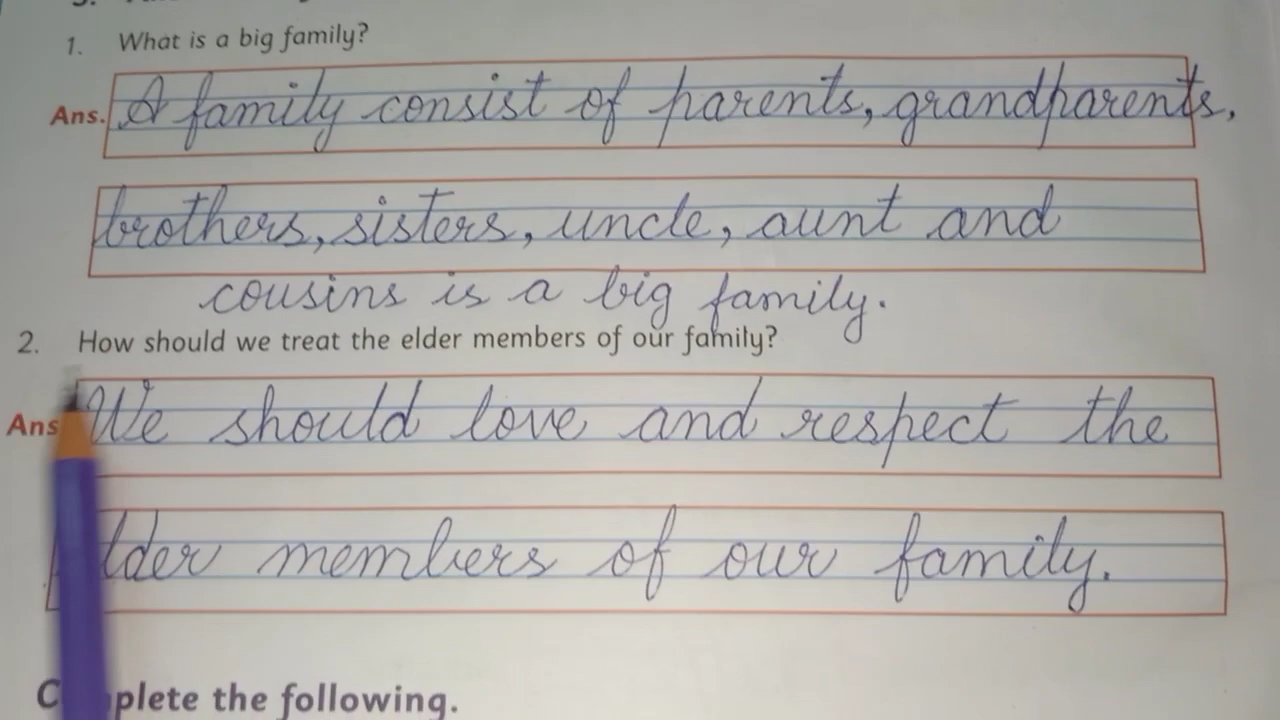 1. What is a big family?
Ans. A family consist of parents, grandparents,
brothers, sisters, uncle, aunt and
cousins is a big family.
2. How should we treat the elder members of our family?
Ans We should love and respect the
lder members of our family.
C plete the following.